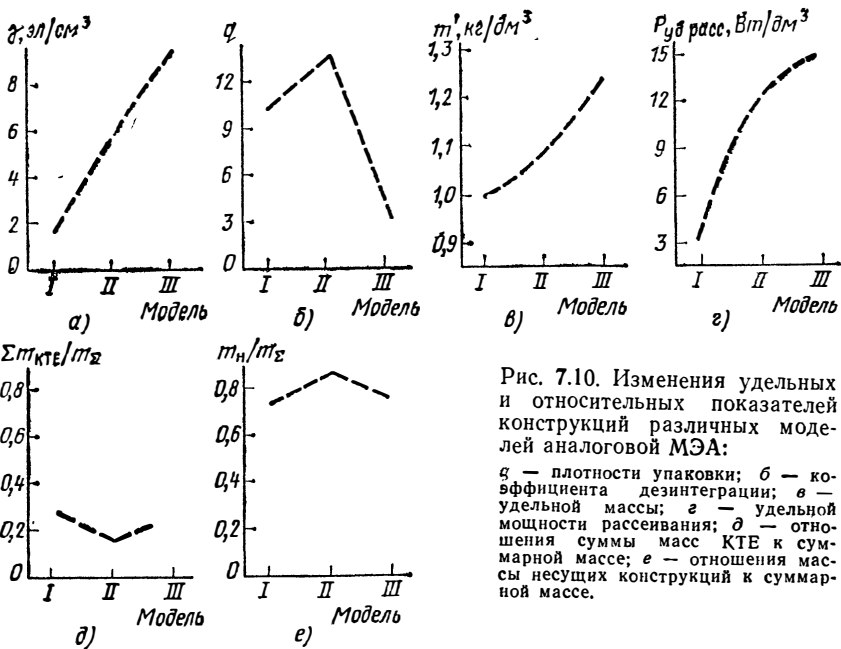 γ, эл/см³
8
6
4
2
0
I II III
Модель
а)
q
12
9
6
3
0
I II III
Модель
б)
m', кг/дм³
1,3
1,2
1,1
1,0
0,9
I II III
Модель
в)
Pуд расс, Вт/дм³
15
12
9
6
3
I II III
Модель
г)
ΣmКТЕ/mΣ
0,8
0,6
0,4
0,2
0
I II III
Модель
д)
mн/mΣ
0,8
0,6
0,4
0,2
0
I II III
Модель
е)
Рис. 7.10. Изменения удельных
и относительных показателей
конструкций различных моде-
лей аналоговой МЭА:
а — плотности упаковки; б — ко-
эффициента дезинтеграции; в —
удельной массы; г — удельной
мощности рассеивания; д — отно-
шения суммы масс КТЕ к сум-
марной массе; е — отношения мас-
сы несущих конструкций к суммар-
ной массе.